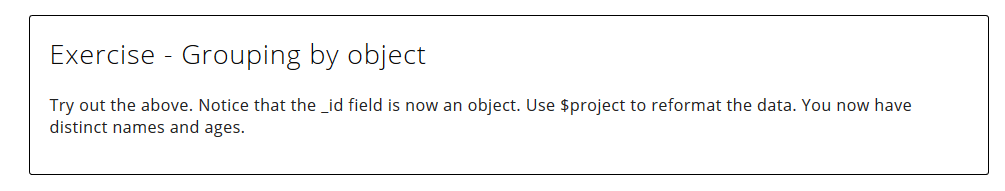 Exercise - Grouping by object
Try out the above. Notice that the _id field is now an object. Use $project to reformat the data. You now have
distinct names and ages.